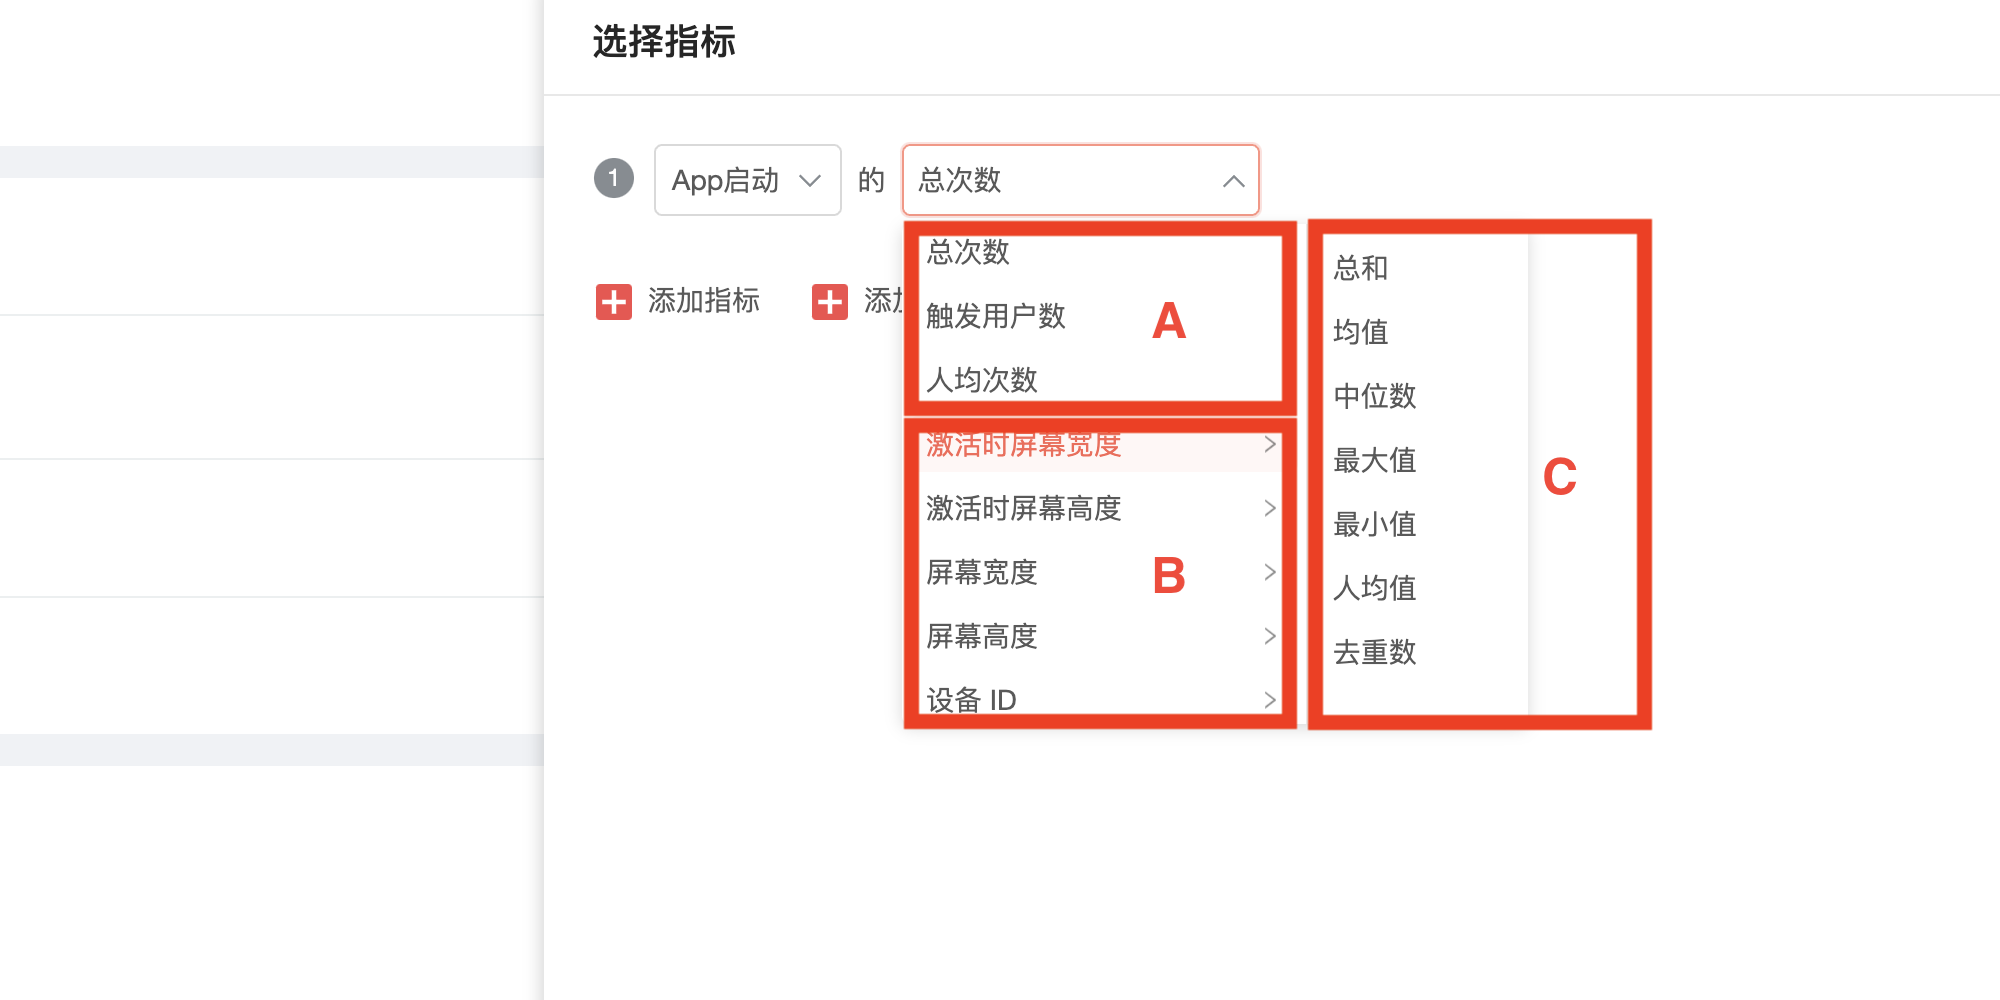 选择指标
1 App启动 的 总次数
添加指标 添加
总次数
触发用户数
人均次数
A
激活时屏幕宽度
激活时屏幕高度
屏幕宽度
屏幕高度
设备 ID
B
总和
均值
中位数
最大值
最小值
人均值
去重数
C